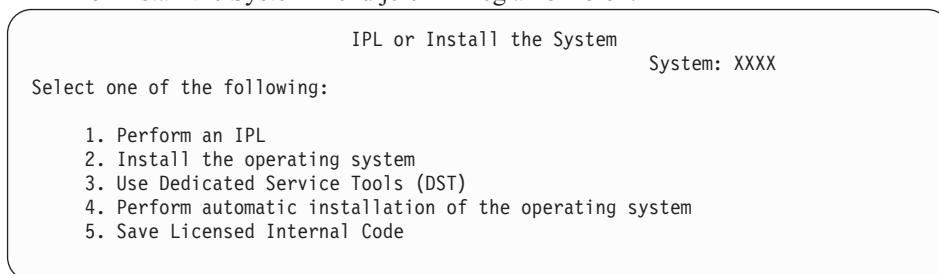 IPL or Install the System
System: XXXX
Select one of the following:
1. Perform an IPL
2. Install the operating system
3. Use Dedicated Service Tools (DST)
4. Perform automatic installation of the operating system
5. Save Licensed Internal Code